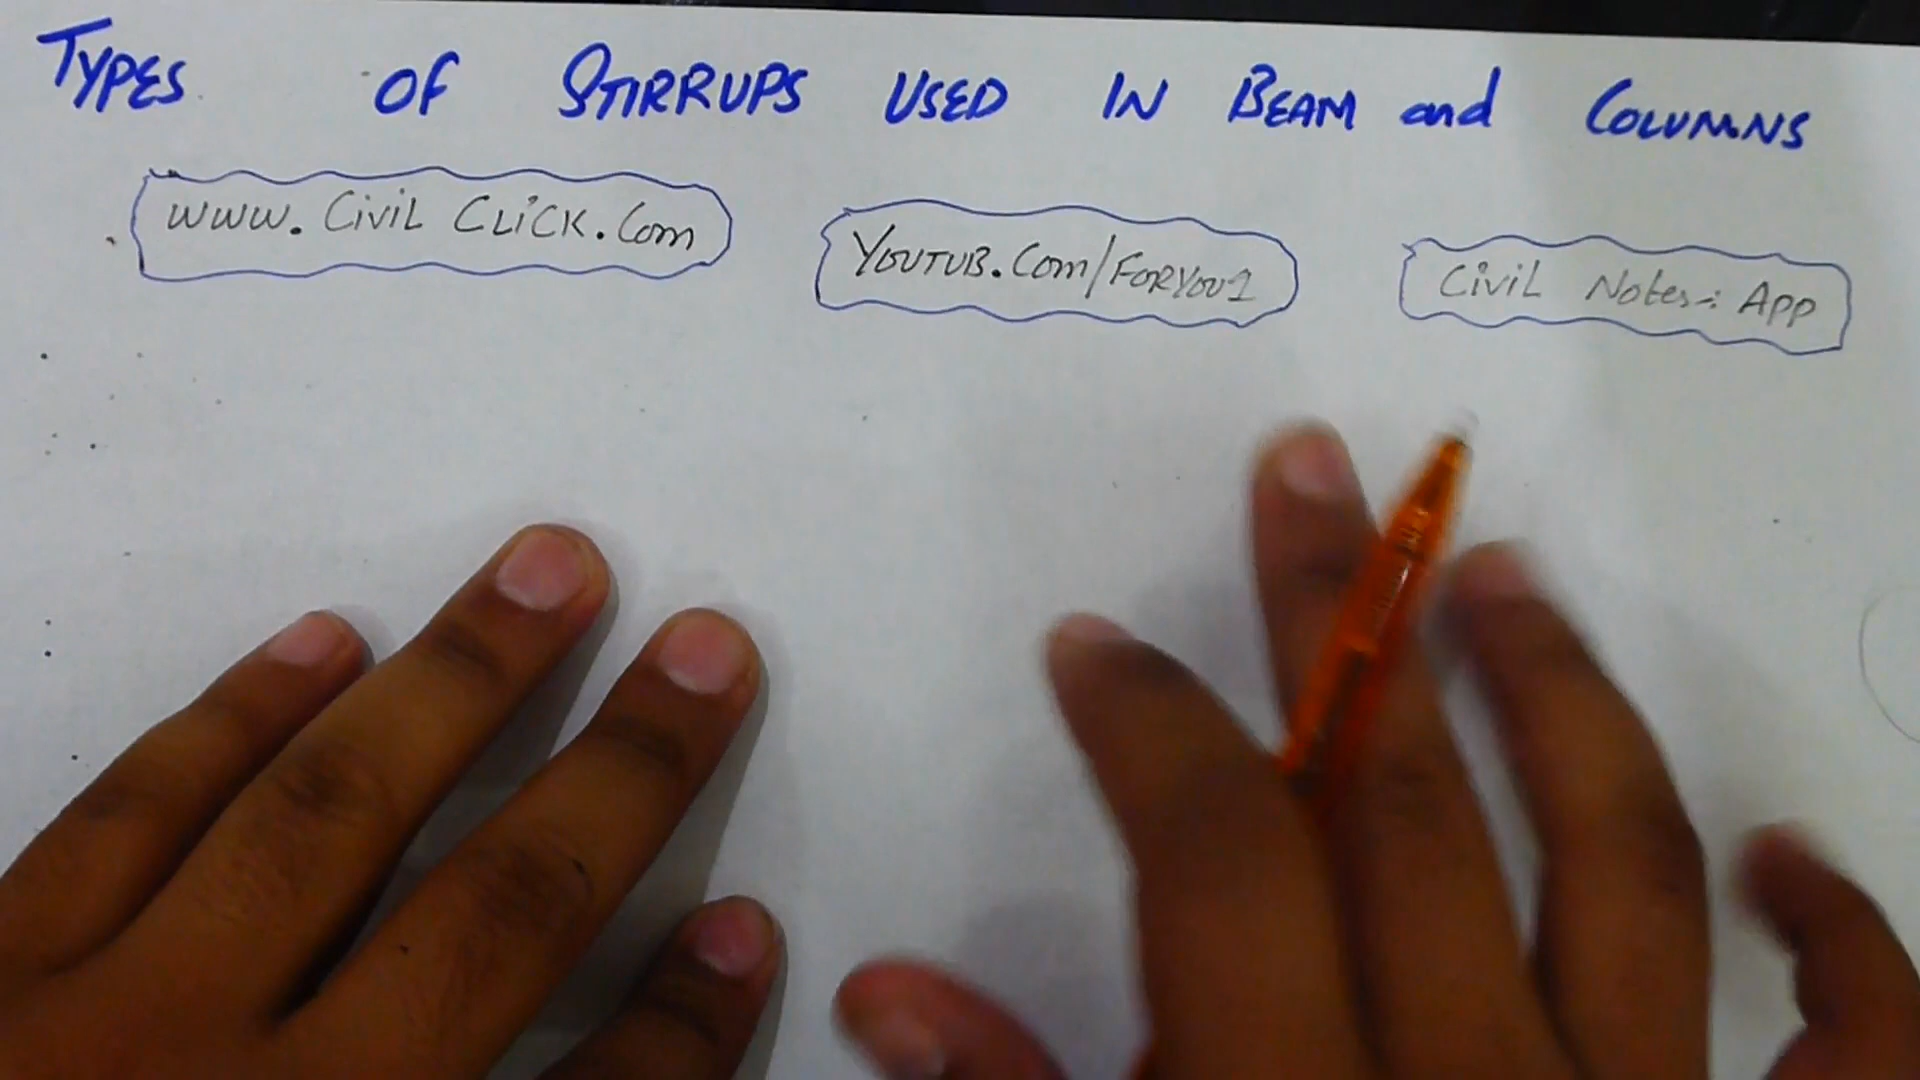 TYPES OF STIRRUPS USED IN BEAM and COLUMNS
www.CiviL CLiCK.Com
YOUTUB.Com/FORYOU1
CiviL Notes-: App